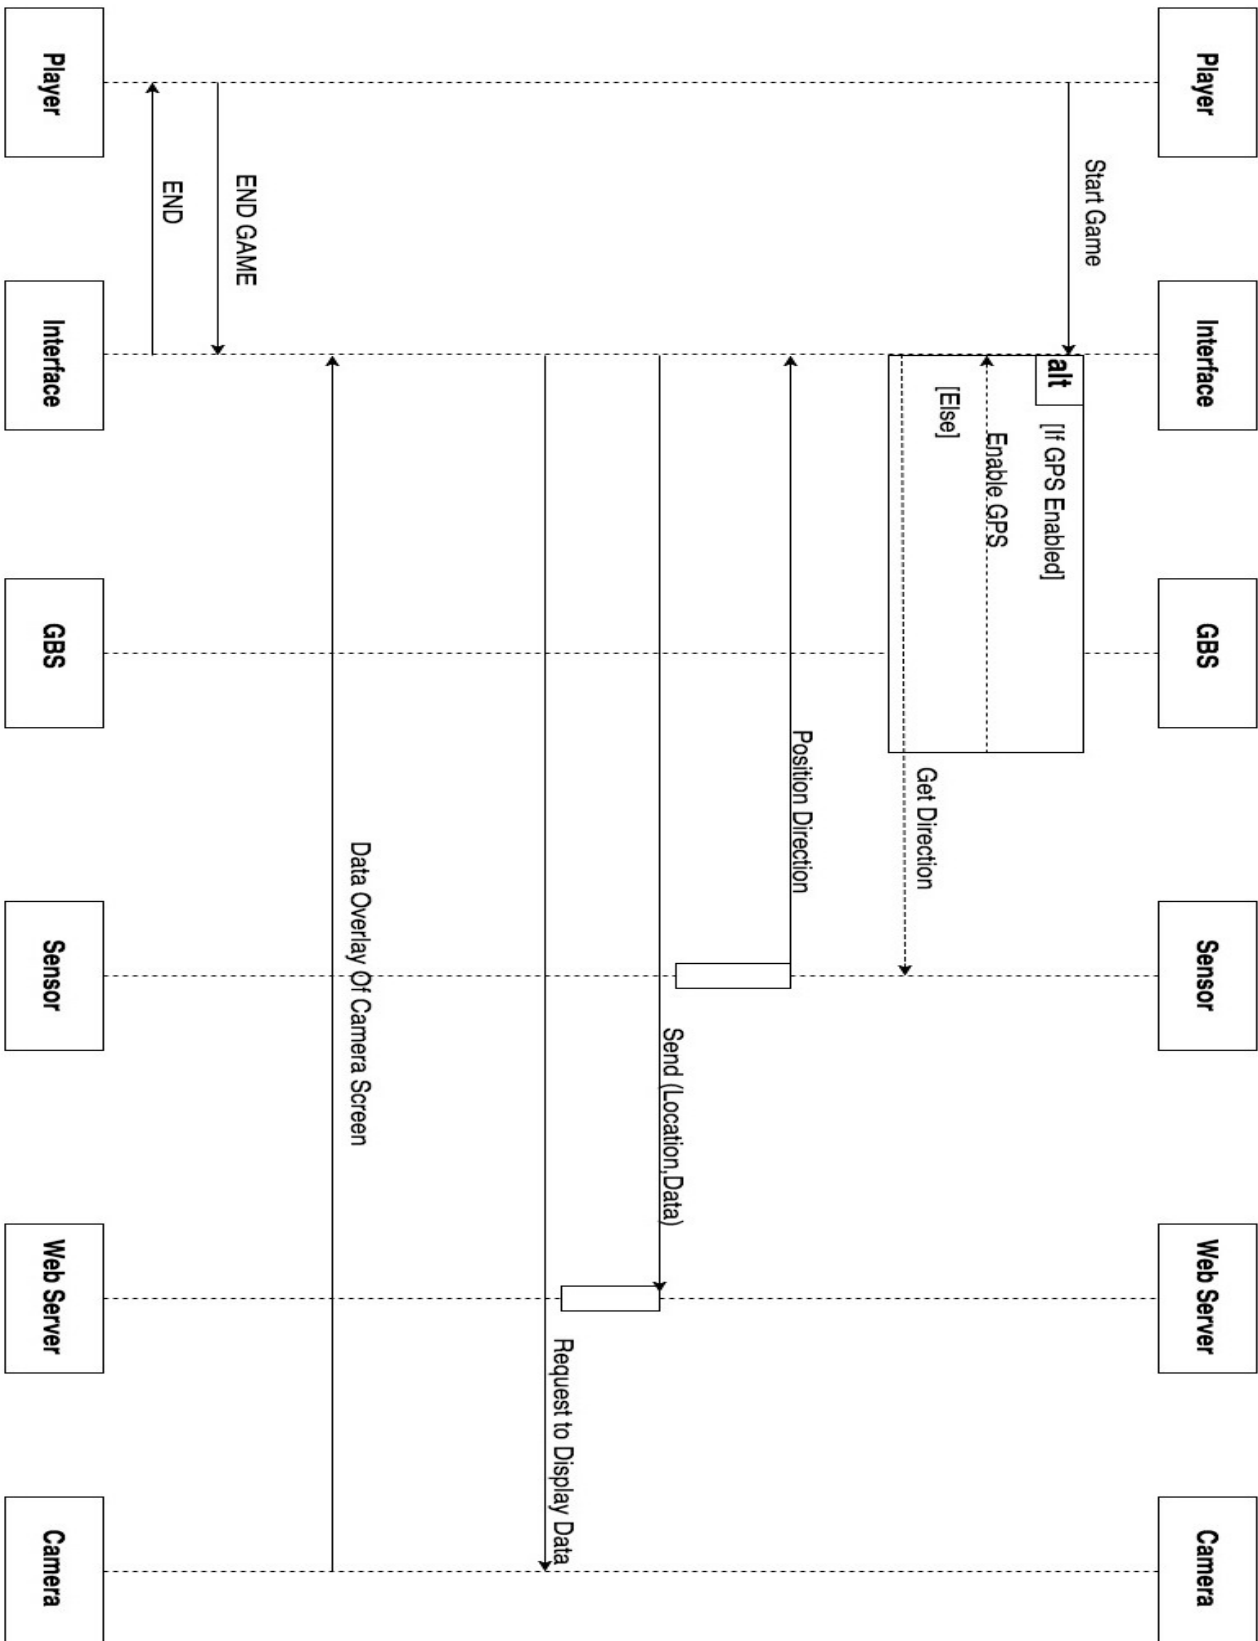 Player
Interface
GBS
Sensor
Web Server
Camera
Start Game
alt
[If GPS Enabled]
Enable GPS
[Else]
Get Direction
Position Direction
Send (Location,Data)
Request to Display Data
Data Overlay Of Camera Screen
END GAME
END
Player
Interface
GBS
Sensor
Web Server
Camera